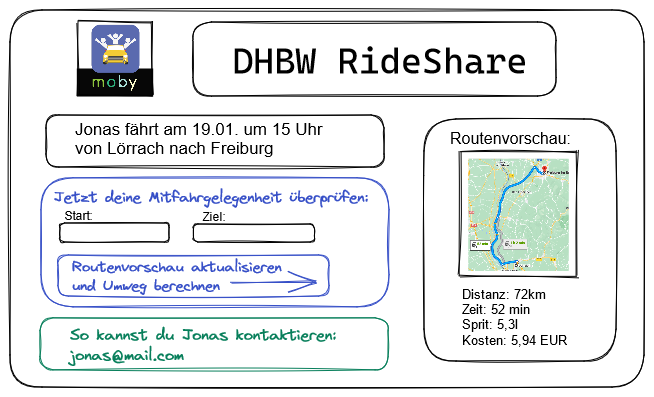 moby
DHBW RideShare
Jonas fährt am 19.01. um 15 Uhr
von Lörrach nach Freiburg
Jetzt deine Mitfahrgelegenheit überprüfen:
Start:
Ziel:
Routenvorschau aktualisieren
und Umweg berechnen
So kannst du Jonas kontaktieren:
jonas@mail.com
Routenvorschau:
Distanz: 72km
Zeit: 52 min
Sprit: 5,3l
Kosten: 5,94 EUR